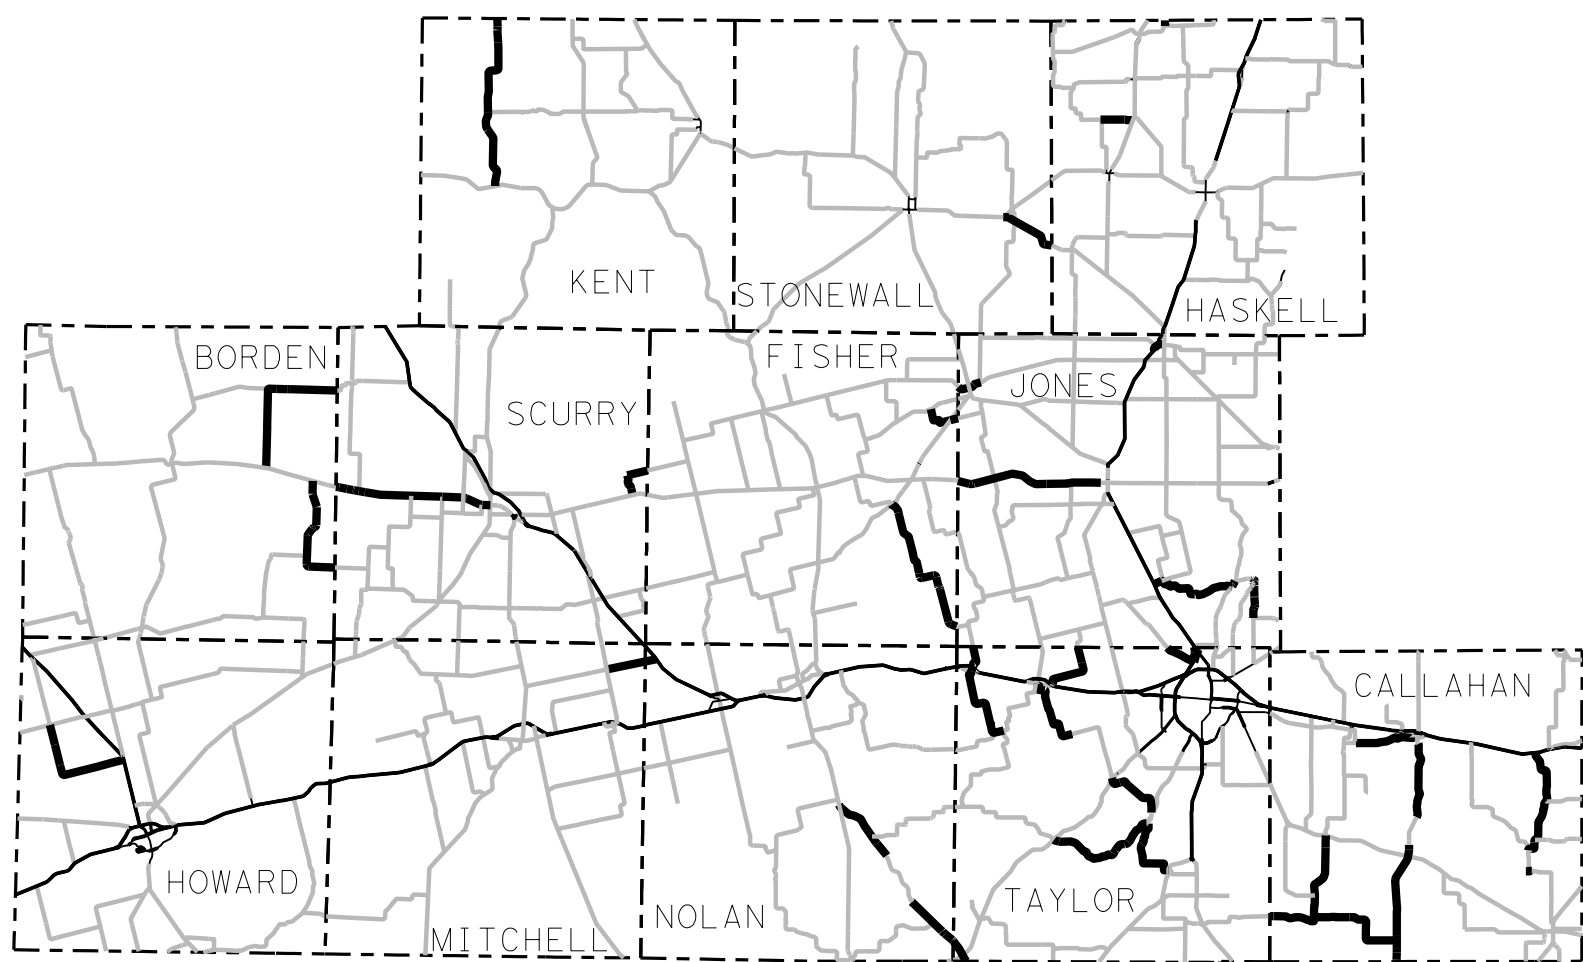 KENT
STONEWALL
HASKELL
BORDEN
FISHER
JONES
SCURRY
CALLAHAN
HOWARD
TAYLOR
NOLAN
MITCHELL